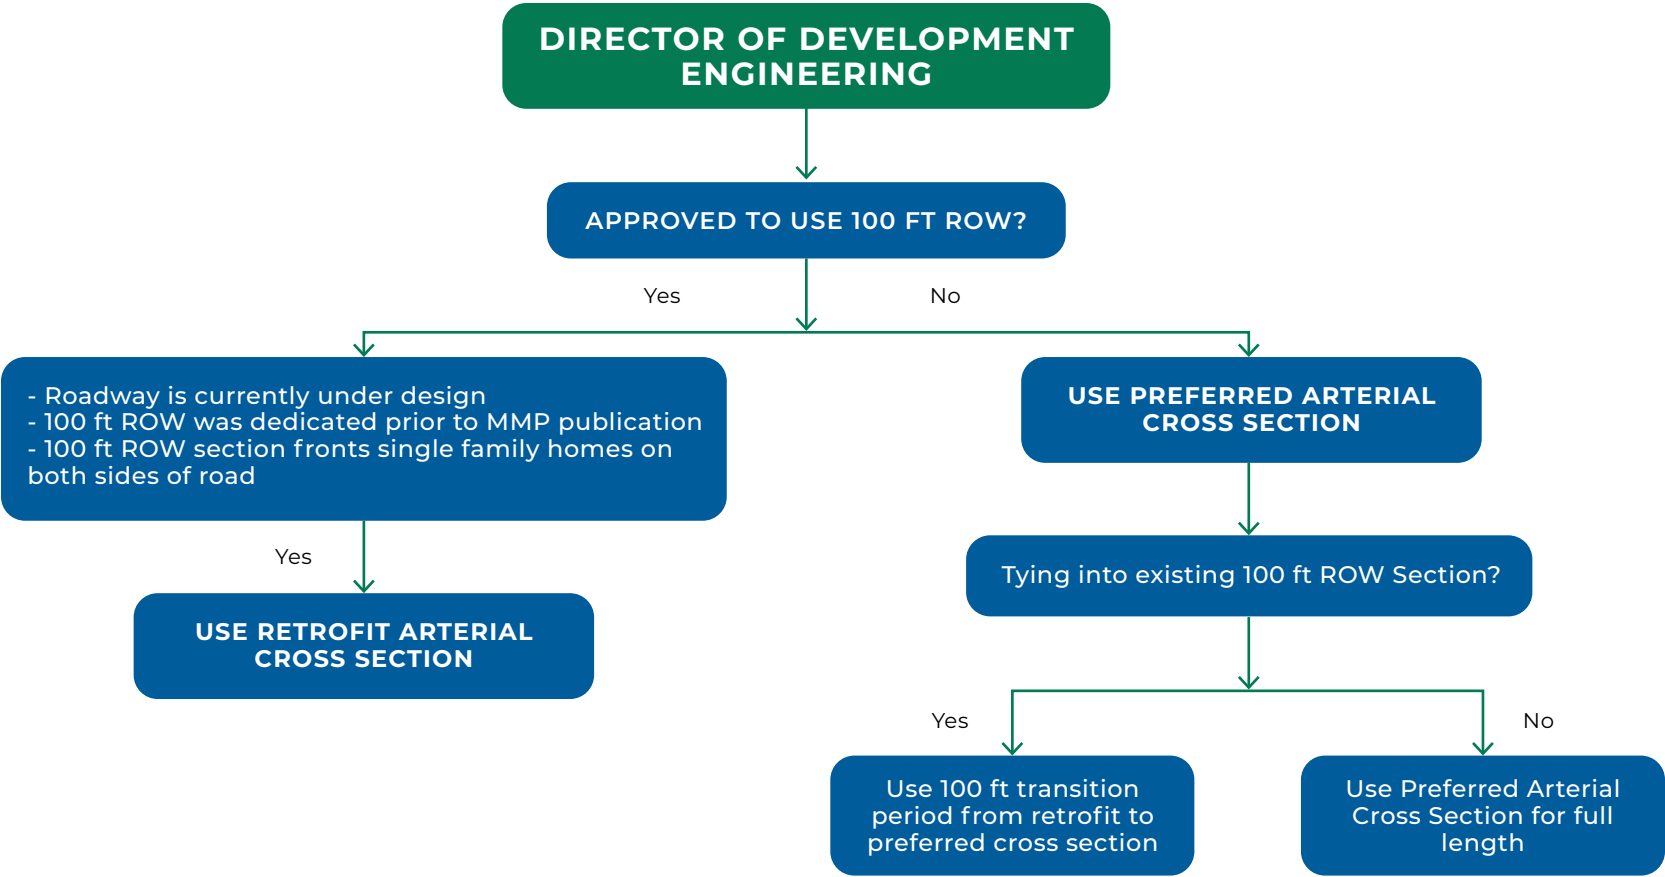 DIRECTOR OF DEVELOPMENT
ENGINEERING
APPROVED TO USE 100 FT ROW?
Yes
No
- Roadway is currently under design
- 100 ft ROW was dedicated prior to MMP publication
- 100 ft ROW section fronts single family homes on
both sides of road
USE PREFERRED ARTERIAL
CROSS SECTION
Yes
Tying into existing 100 ft ROW Section?
USE RETROFIT ARTERIAL
CROSS SECTION
Yes
No
Use 100 ft transition
period from retrofit to
preferred cross section
Use Preferred Arterial
Cross Section for full
length